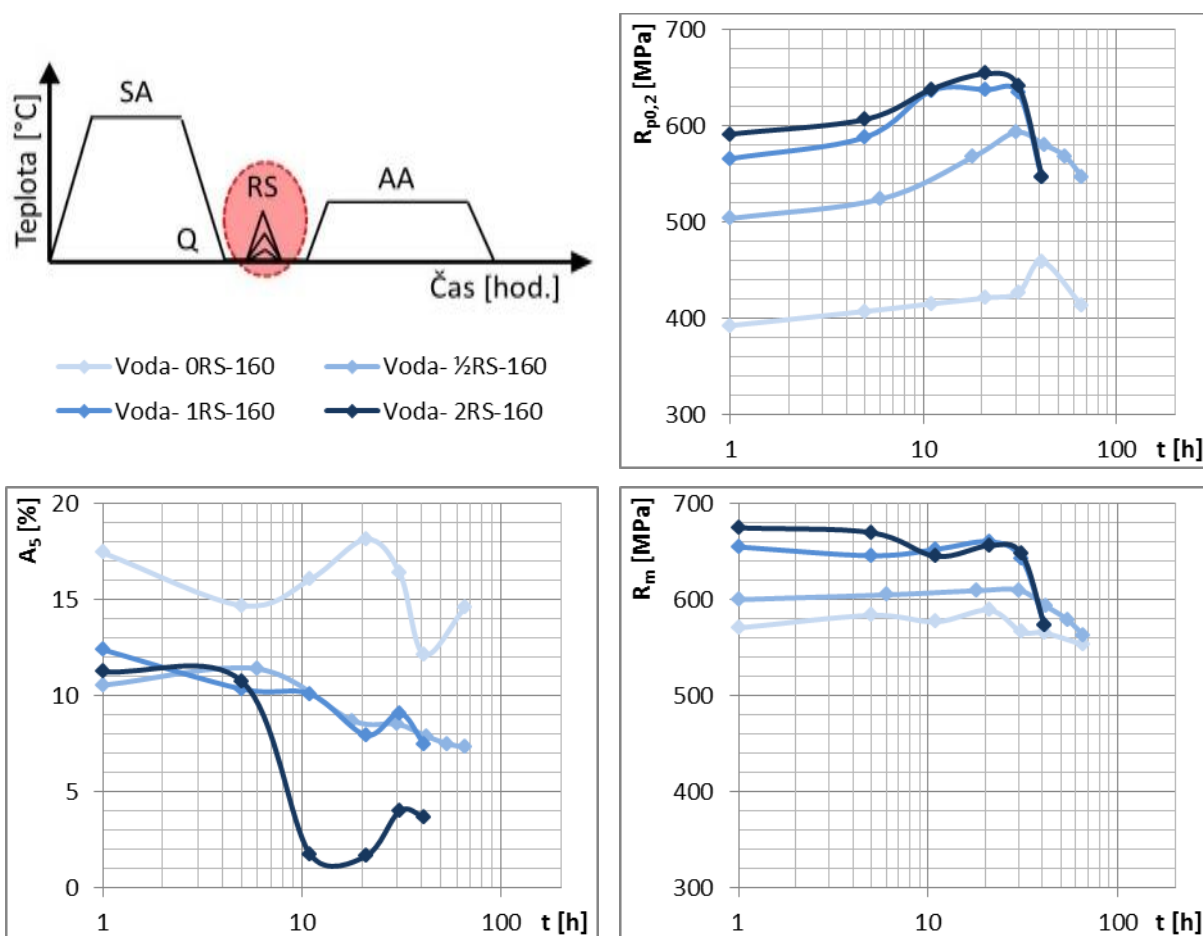 Teplota [°C]
SA
Q
RS
AA
Čas [hod.]
Voda- 0RS-160
Voda- ½RS-160
Voda- 1RS-160
Voda- 2RS-160
Rp0,2 [MPa]
700
600
500
400
300
1
10
100
t [h]
A5 [%]
20
15
10
5
0
1
10
100
t [h]
Rm [MPa]
700
600
500
400
300
1
10
100
t [h]